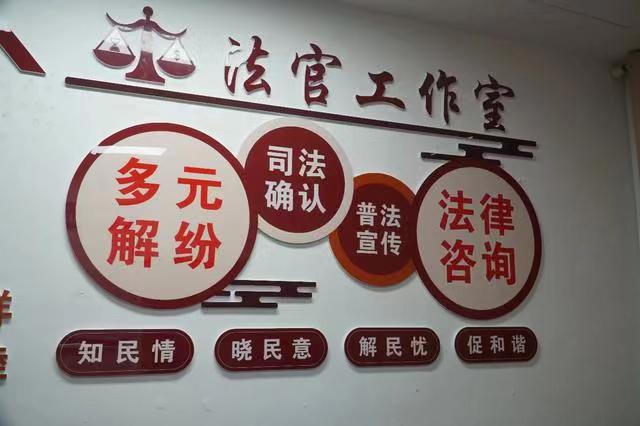 法官工作室
多元
解纷
司法
确认
普法
宣传
法律
咨询
知民情
晓民意
解民忧
促和谐